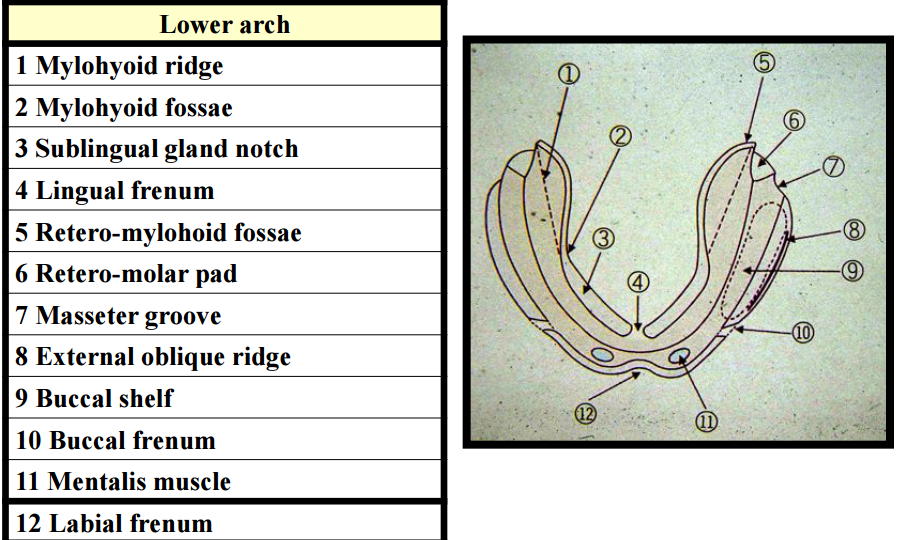 Lower arch
1 Mylohyoid ridge
2 Mylohyoid fossae
3 Sublingual gland notch
4 Lingual frenum
5 Retero-mylohoid fossae
6 Retero-molar pad
7 Masseter groove
8 External oblique ridge
9 Buccal shelf
10 Buccal frenum
11 Mentalis muscle
12 Labial frenum
①
②
③
④
⑤
⑥
⑦
⑧
⑨
⑩
⑪
⑫